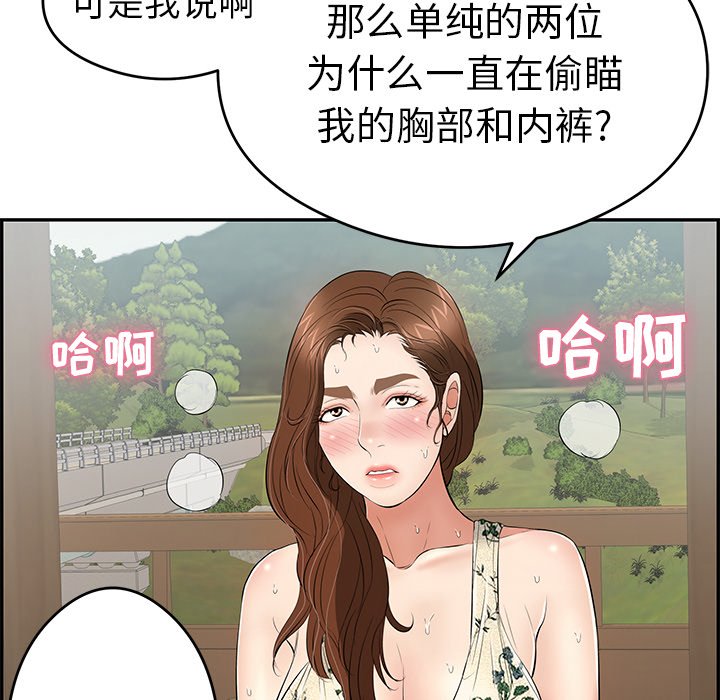 可是我说啊
那么单纯的两位
为什么一直在偷瞄
我的胸部和内裤?
哈啊
哈啊